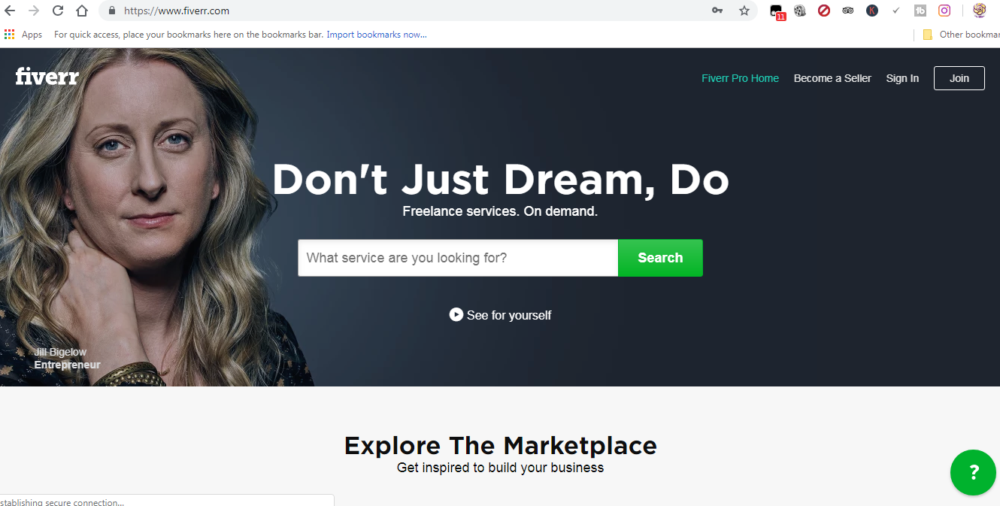 https://www.fiverr.com
11
K
tb
Apps
For quick access, place your bookmarks here on the bookmarks bar. Import bookmarks now...
Other bookmar
fiverr
Fiverr Pro Home
Become a Seller
Sign In
Join
Don't Just Dream, Do
Freelance services. On demand.
What service are you looking for?
Search
See for yourself
Jill Bigelow
Entrepreneur
Explore The Marketplace
Get inspired to build your business
?
stablishing secure connection...